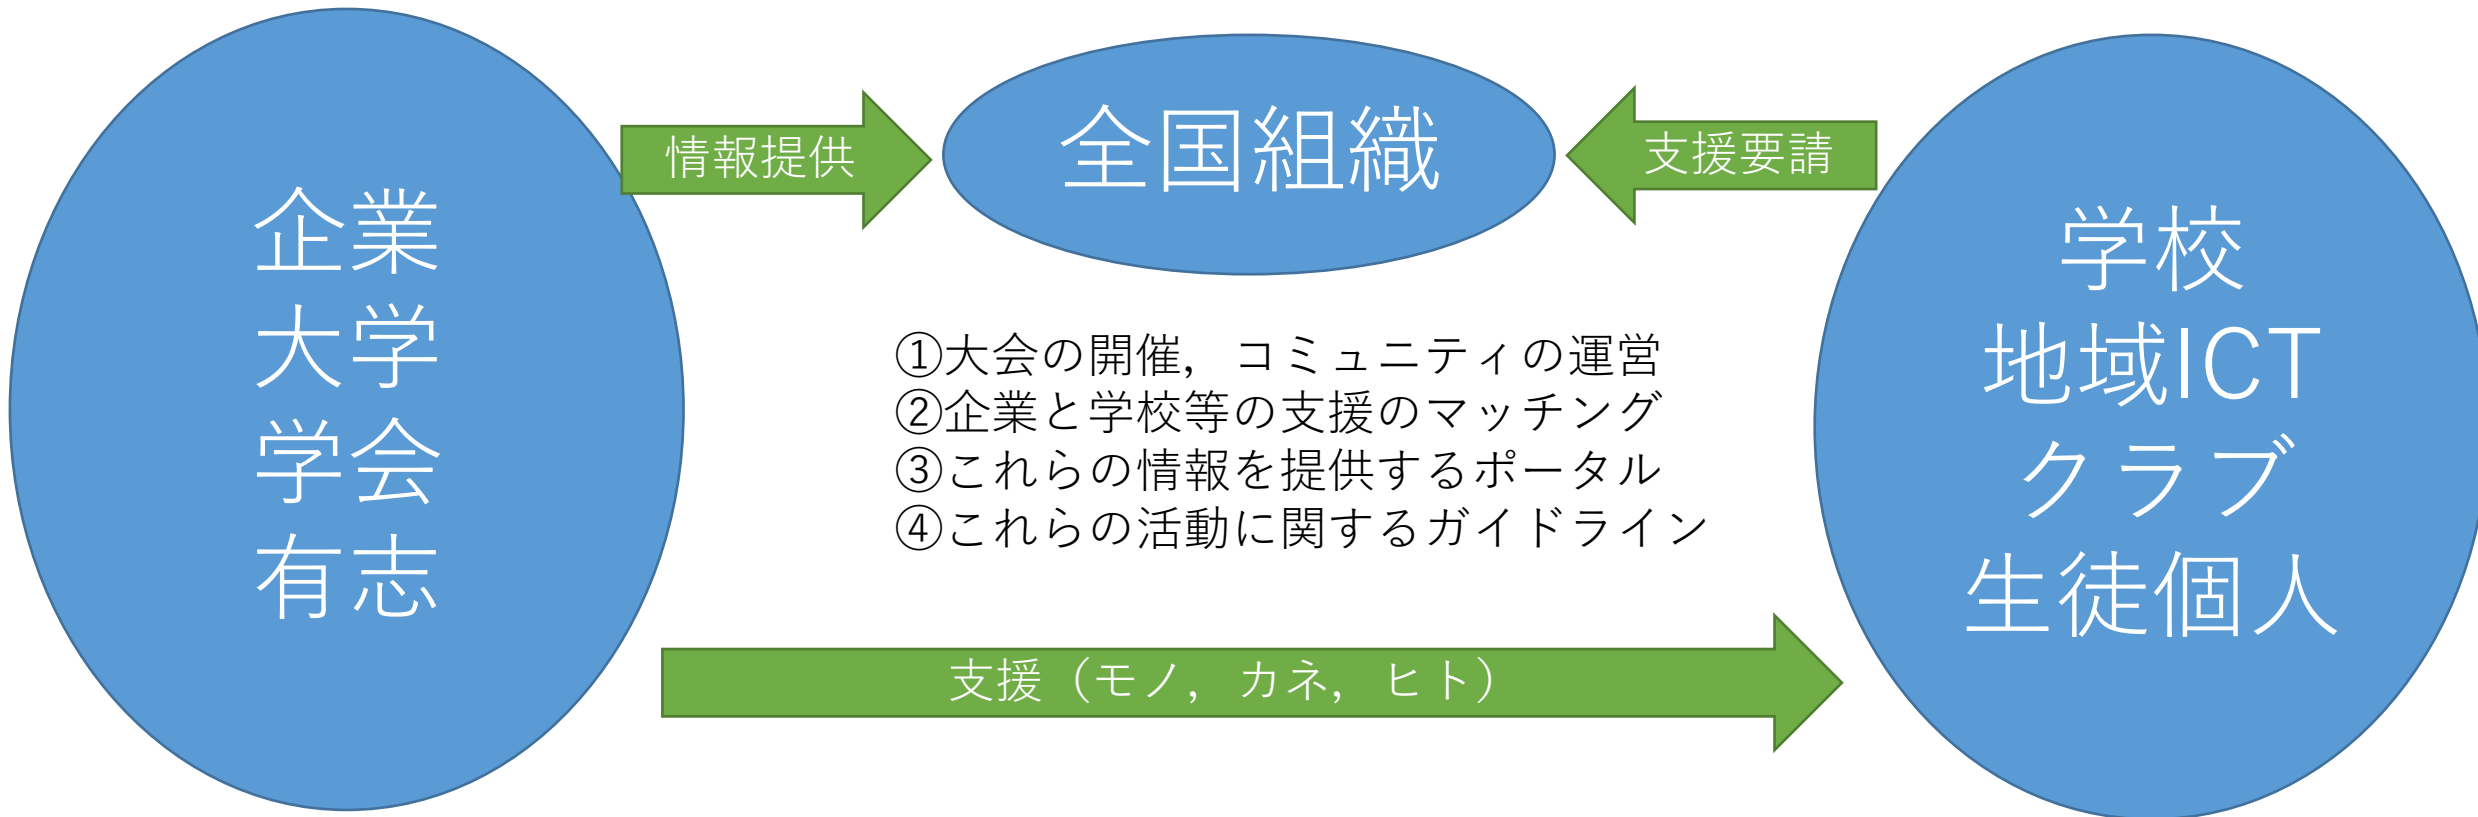 企業
大学
学会
有志
情報提供
全国組織
支援要請
①大会の開催，コミュニティの運営
②企業と学校等の支援のマッチング
③これらの情報を提供するポータル
④これらの活動に関するガイドライン
支援（モノ，カネ，ヒト）
学校
地域ICT
クラブ
生徒個人